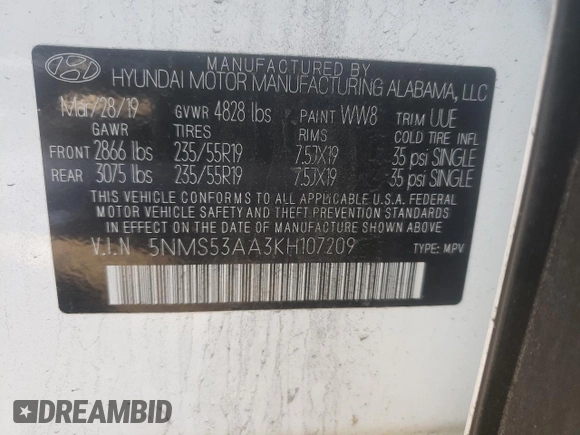 MANUFACTURED BY
HYUNDAI MOTOR MANUFACTURING ALABAMA, LLC
Mar/28/19 GVWR 4828 lbs PAINT WW8 TRIM UUE
GAWR TIRES RIMS COLD TIRE INFL
FRONT 2866 lbs 235/55R19 7.5JX19 35 psi SINGLE
REAR 3075 lbs 235/55R19 7.5JX19 35 psi SINGLE
THIS VEHICLE CONFORMS TO ALL APPLICABLE U.S.A. FEDERAL
MOTOR VEHICLE SAFETY AND THEFT PREVENTION STANDARDS
IN EFFECT ON THE DATE OF MANUFACTURE SHOWN ABOVE.
V.I.N 5NMS53AA3KH107209 TYPE: M.P.V
DREAMBID